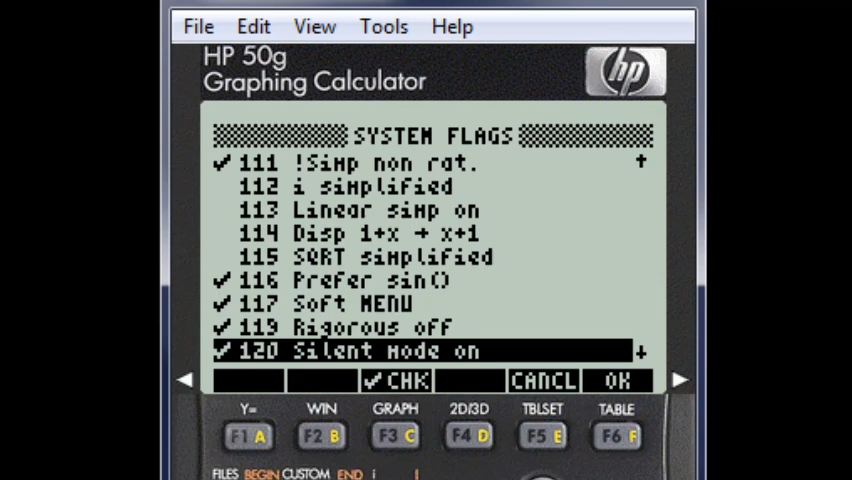 File Edit View Tools Help
HP 50g
Graphing Calculator
hp
SYSTEM FLAGS
✓ 111 !Simp non rat. ↑
112 i simplified
113 Linear simp on
114 Disp 1+x → x+1
115 SQRT simplified
✓ 116 Prefer sin()
✓ 117 Soft MENU
✓ 119 Rigorous off
✓ 120 Silent mode on ↓
✓CHK CANCL OK
Y= WIN GRAPH 2D/3D TBLSET TABLE
F1 A F2 B F3 C F4 D F5 E F6 F
FILES BEGIN CUSTOM END i